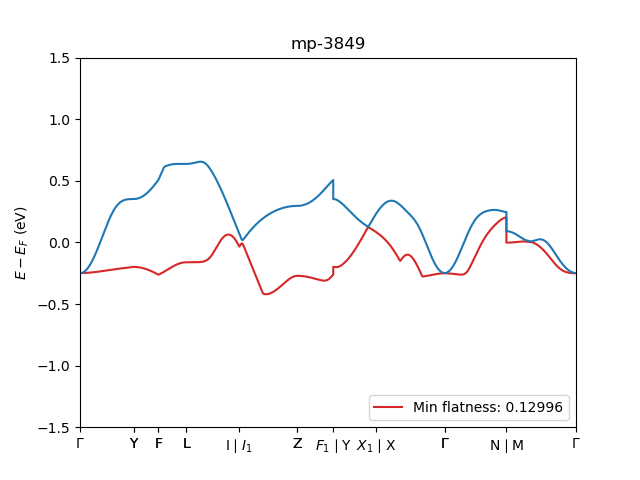 mp-3849
1.5
1.0
0.5
0.0
−0.5
−1.0
−1.5
E − E_F (eV)
Min flatness: 0.12996
Γ Y F L I | I₁ Z F₁ | Y X₁ | X Γ N | M Γ